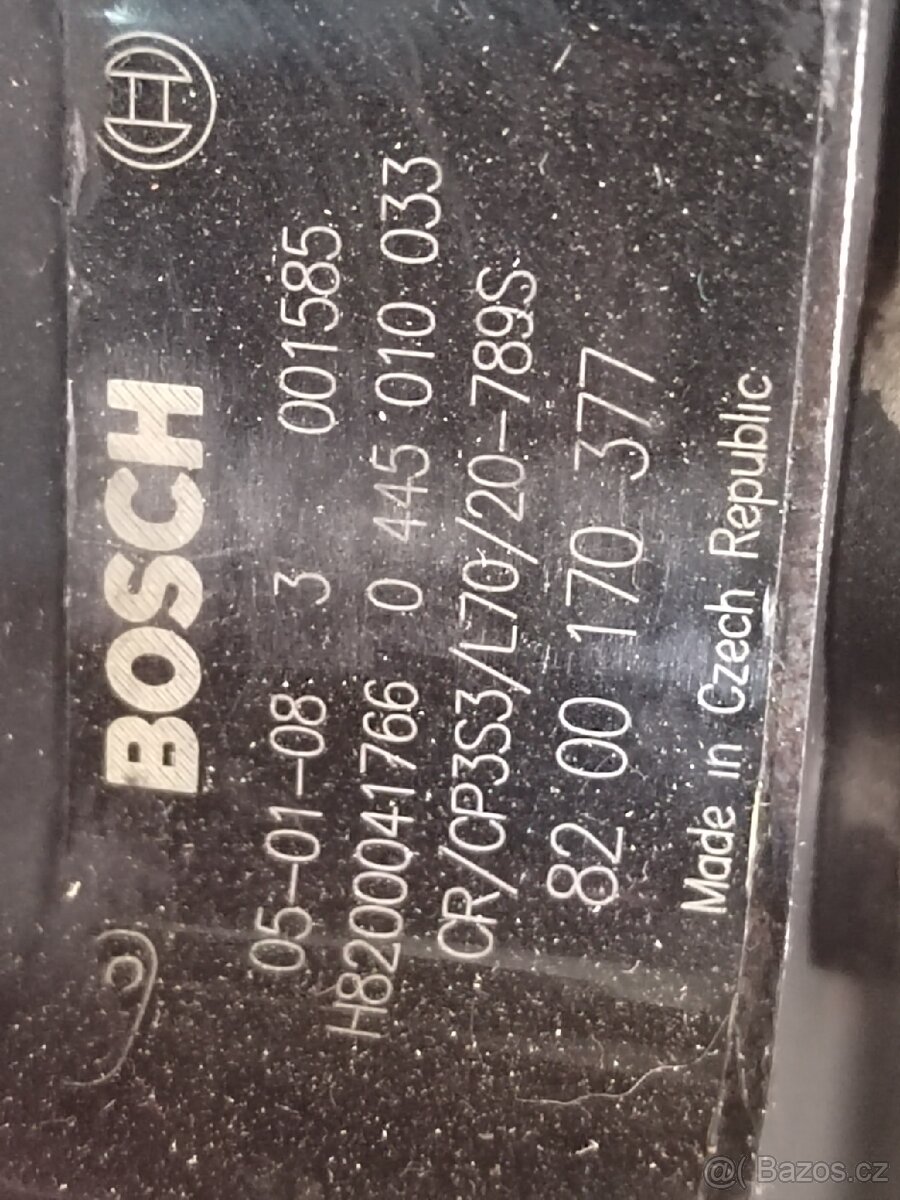 BOSCH
05-01-08 3 001585
H8200041766 0 445 010 033
CR/CP3S3/L70/20-789S
82 00 170 377
Made in Czech Republic
@( Bazos.cz